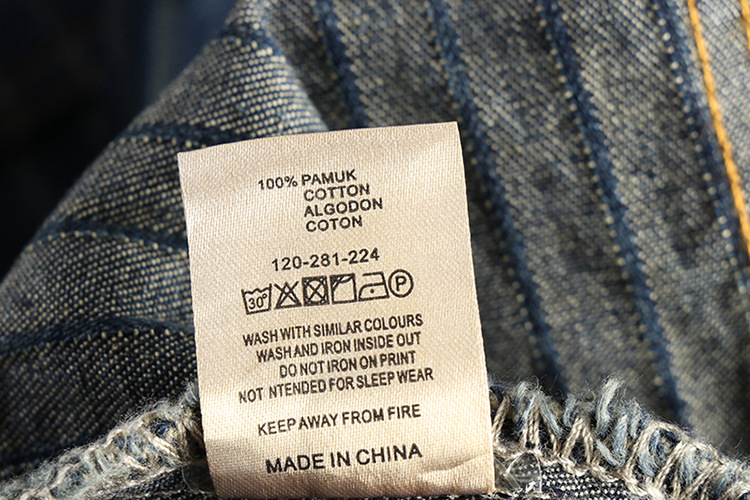 100% PAMUK
COTTON
ALGODON
COTON
120-281-224
30°
P
WASH WITH SIMILAR COLOURS
WASH AND IRON INSIDE OUT
DO NOT IRON ON PRINT
NOT NTENDED FOR SLEEP WEAR
KEEP AWAY FROM FIRE
MADE IN CHINA